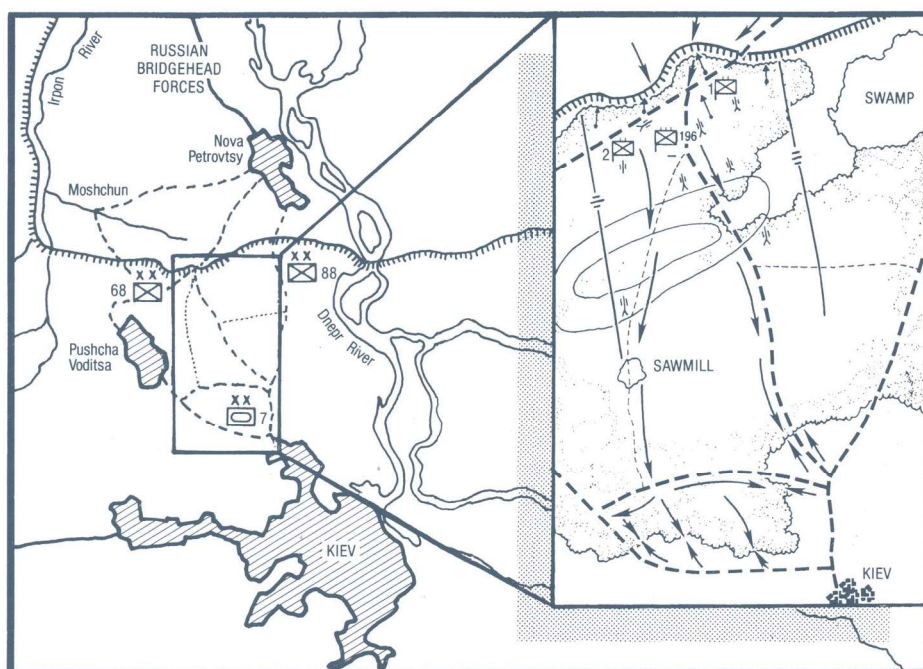 Irpon
River
RUSSIAN
BRIDGEHEAD
FORCES
Nova
Petrovtsy
Moshchun
XX
68
XX
88
Pushcha
Voditsa
Dnepr
River
XX
7
KIEV
SWAMP
1
2
196
SAWMILL
KIEV